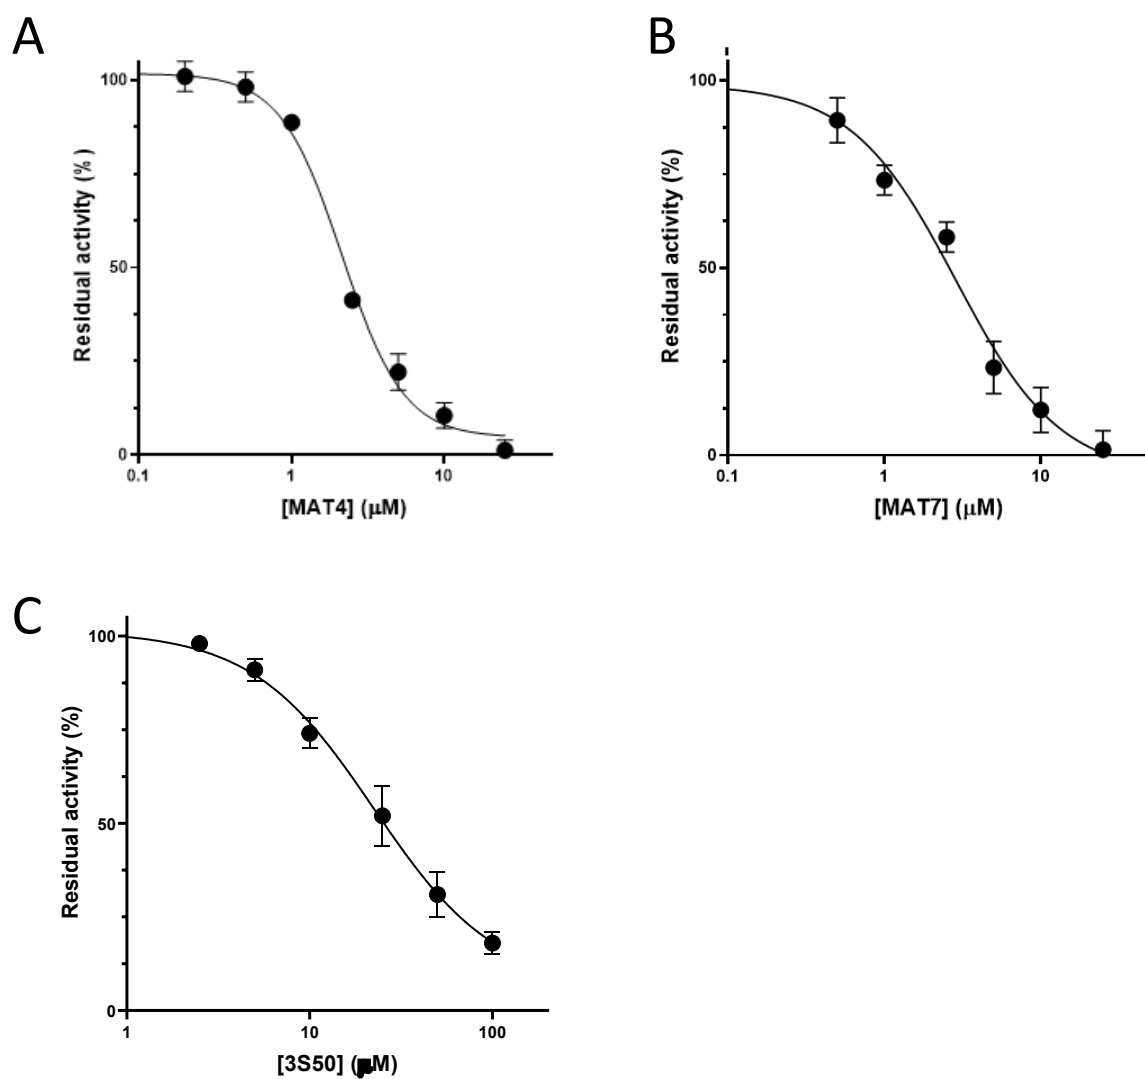 A
B
100
50
0
0.1
1
10
Residual activity (%)
[MAT4] (μM)
100
50
0
0.1
1
10
Residual activity (%)
[MAT7] (μM)
C
100
50
0
1
10
100
Residual activity (%)
[3S50] (μM)